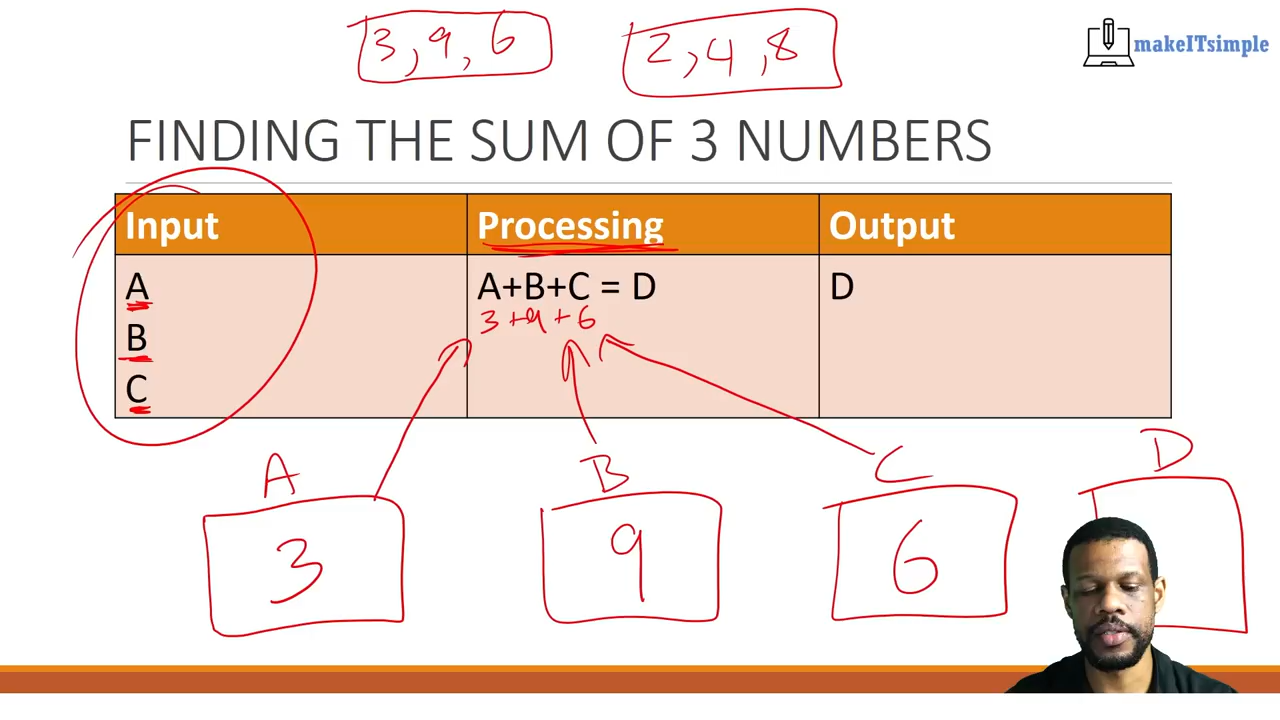 3, 9, 6
2, 4, 8
makeITsimple
FINDING THE SUM OF 3 NUMBERS
Input Processing Output
A A+B+C = D D
3+9+6
B
C
A B C D
3 9 6